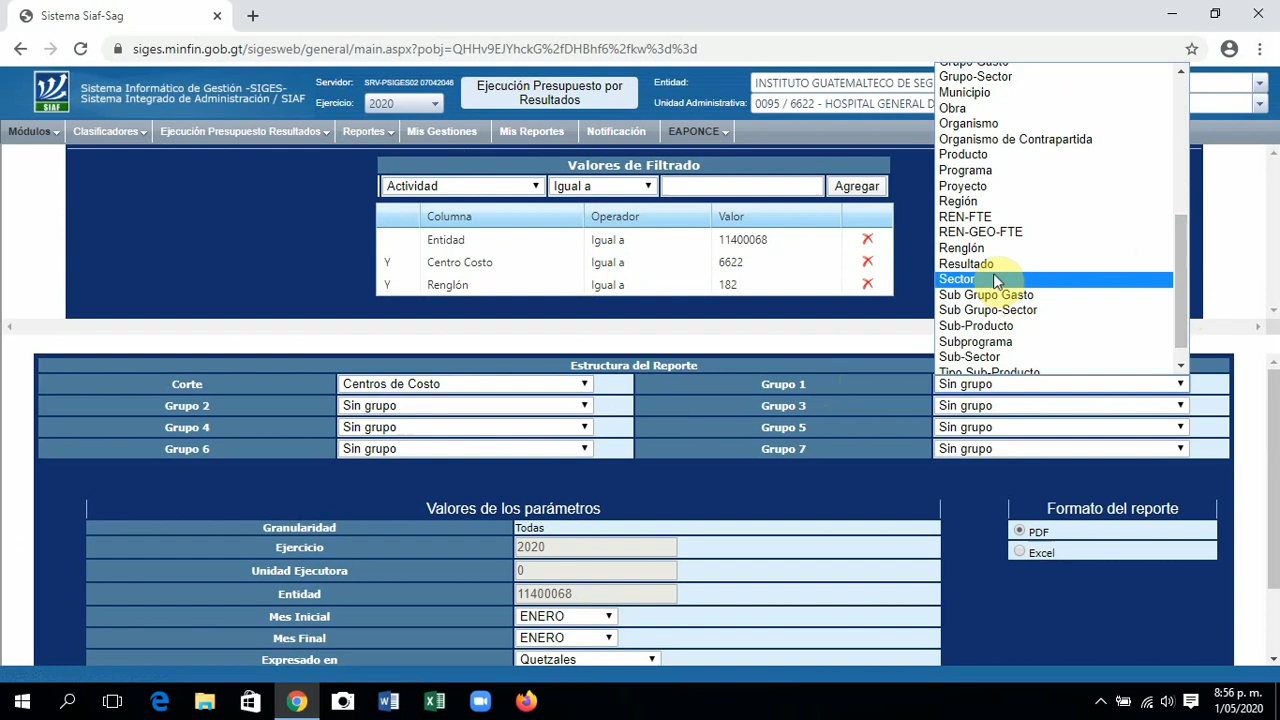 Sistema Siaf-Sag
siges.minfin.gob.gt/sigesweb/general/main.aspx?pobj=QHHv9EJYhckG%2fDHBhf6%2fkw%3d%3d
SIAF
Sistema Informático de Gestión -SIGES-
Sistema Integrado de Administración / SIAF
Servidor: SRV-PSIGES02 07042046
Ejercicio: 2020
Ejecución Presupuesto por Resultados
Entidad: INSTITUTO GUATEMALTECO DE SEG
Unidad Administrativa: 0095 / 6622 - HOSPITAL GENERAL D
Módulos Clasificadores Ejecución Presupuesto Resultados Reportes Mis Gestiones Mis Reportes Notificación EAPONCE
Grupo Gasto
Grupo-Sector
Municipio
Obra
Organismo
Organismo de Contrapartida
Producto
Programa
Proyecto
Región
REN-FTE
REN-GEO-FTE
Renglón
Resultado
Sector
Sub Grupo Gasto
Sub Grupo-Sector
Sub-Producto
Subprograma
Sub-Sector
Tipo Sub-Producto
Valores de Filtrado
Actividad Igual a Agregar
Columna Operador Valor
Entidad Igual a 11400068
Y Centro Costo Igual a 6622
Y Renglón Igual a 182
Estructura del Reporte
Corte Centros de Costo Grupo 1 Sin grupo
Grupo 2 Sin grupo Grupo 3 Sin grupo
Grupo 4 Sin grupo Grupo 5 Sin grupo
Grupo 6 Sin grupo Grupo 7 Sin grupo
Valores de los parámetros
Granularidad Todas
Ejercicio 2020
Unidad Ejecutora 0
Entidad 11400068
Mes Inicial ENERO
Mes Final ENERO
Expresado en Quetzales
Formato del reporte
PDF
Excel
8:56 p. m.
1/05/2020